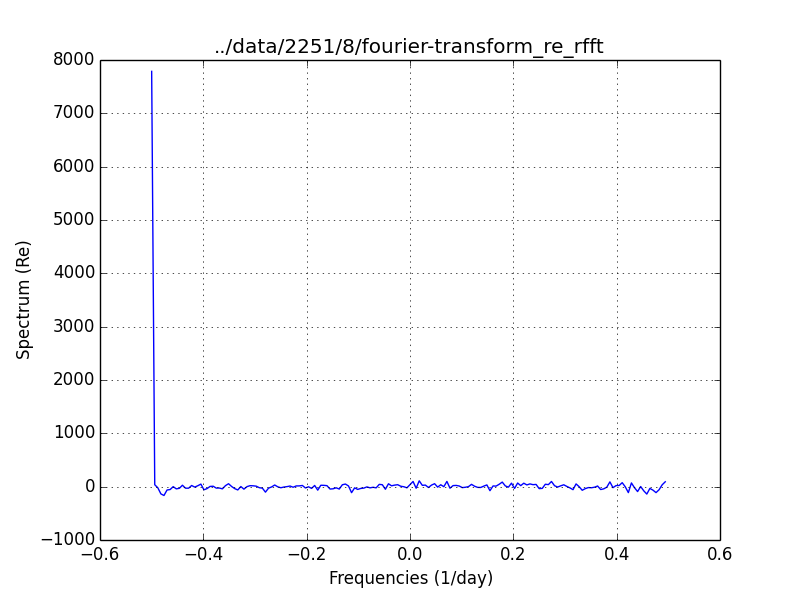 ../data/2251/8/fourier-transform_re_rfft
8000
7000
6000
5000
4000
3000
2000
1000
0
−1000
Spectrum (Re)
−0.6 −0.4 −0.2 0.0 0.2 0.4 0.6
Frequencies (1/day)